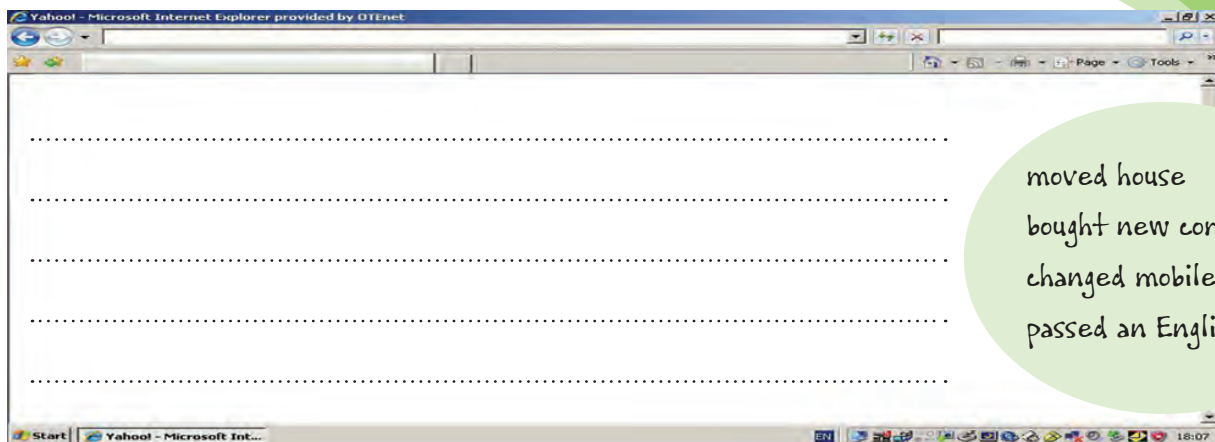 Yahoo! - Microsoft Internet Explorer provided by OTEnet
Page Tools
moved house
bought new
changed mobile
passed an
Start Yahoo! - Microsoft Int... EN 18:07